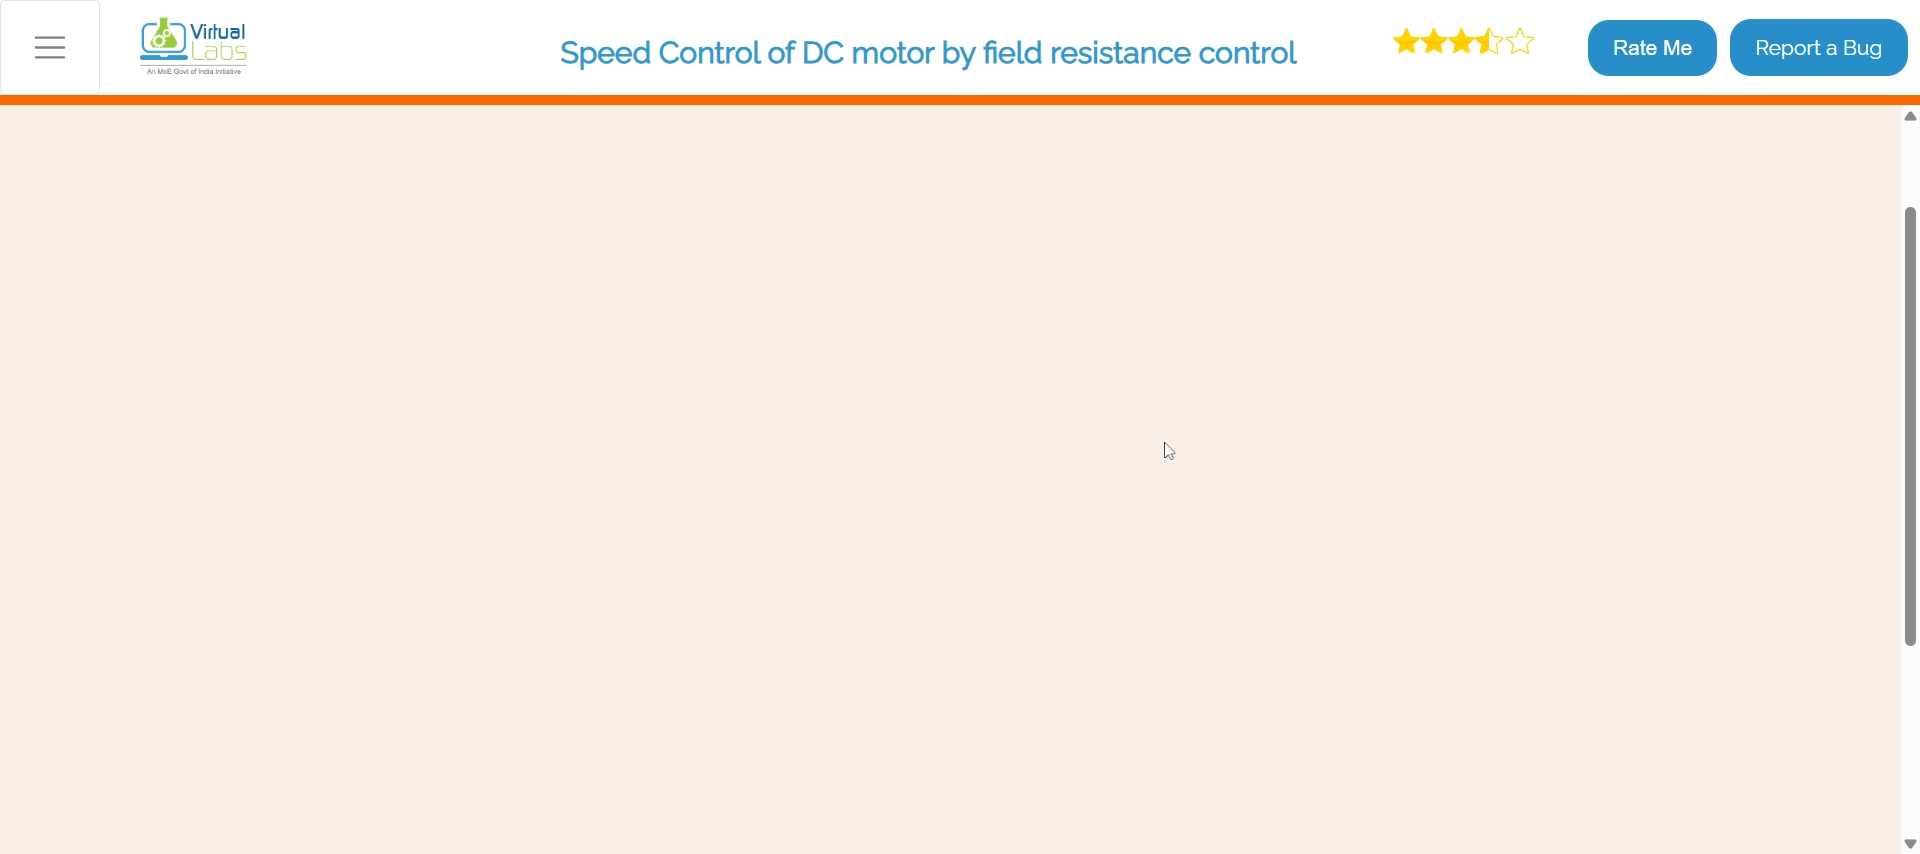 Virtual
Labs
An MoE Govt of India Initiative
Speed Control of DC motor by field resistance control
Rate Me
Report a Bug